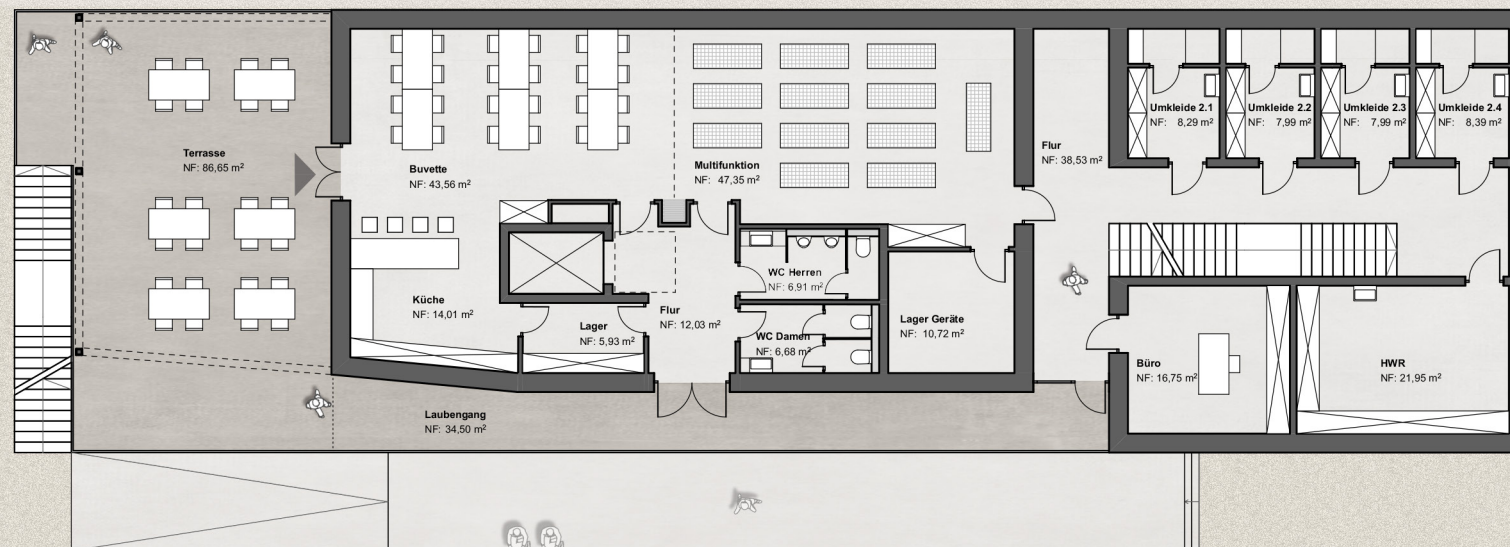 Umkleide 2.1
NF: 8,29 m²
Umkleide 2.2
NF: 7,99 m²
Umkleide 2.3
NF: 7,99 m²
Umkleide 2.4
NF: 8,39 m²
Terrasse
NF: 86,65 m²
Buvette
NF: 43,56 m²
Multifunktion
NF: 47,35 m²
Flur
NF: 38,53 m²
Küche
NF: 14,01 m²
Lager
NF: 5,93 m²
Flur
NF: 12,03 m²
WC Herren
NF: 6,91 m²
WC Damen
NF: 6,68 m²
Lager Geräte
NF: 10,72 m²
Büro
NF: 16,75 m²
HWR
NF: 21,95 m²
Laubengang
NF: 34,50 m²